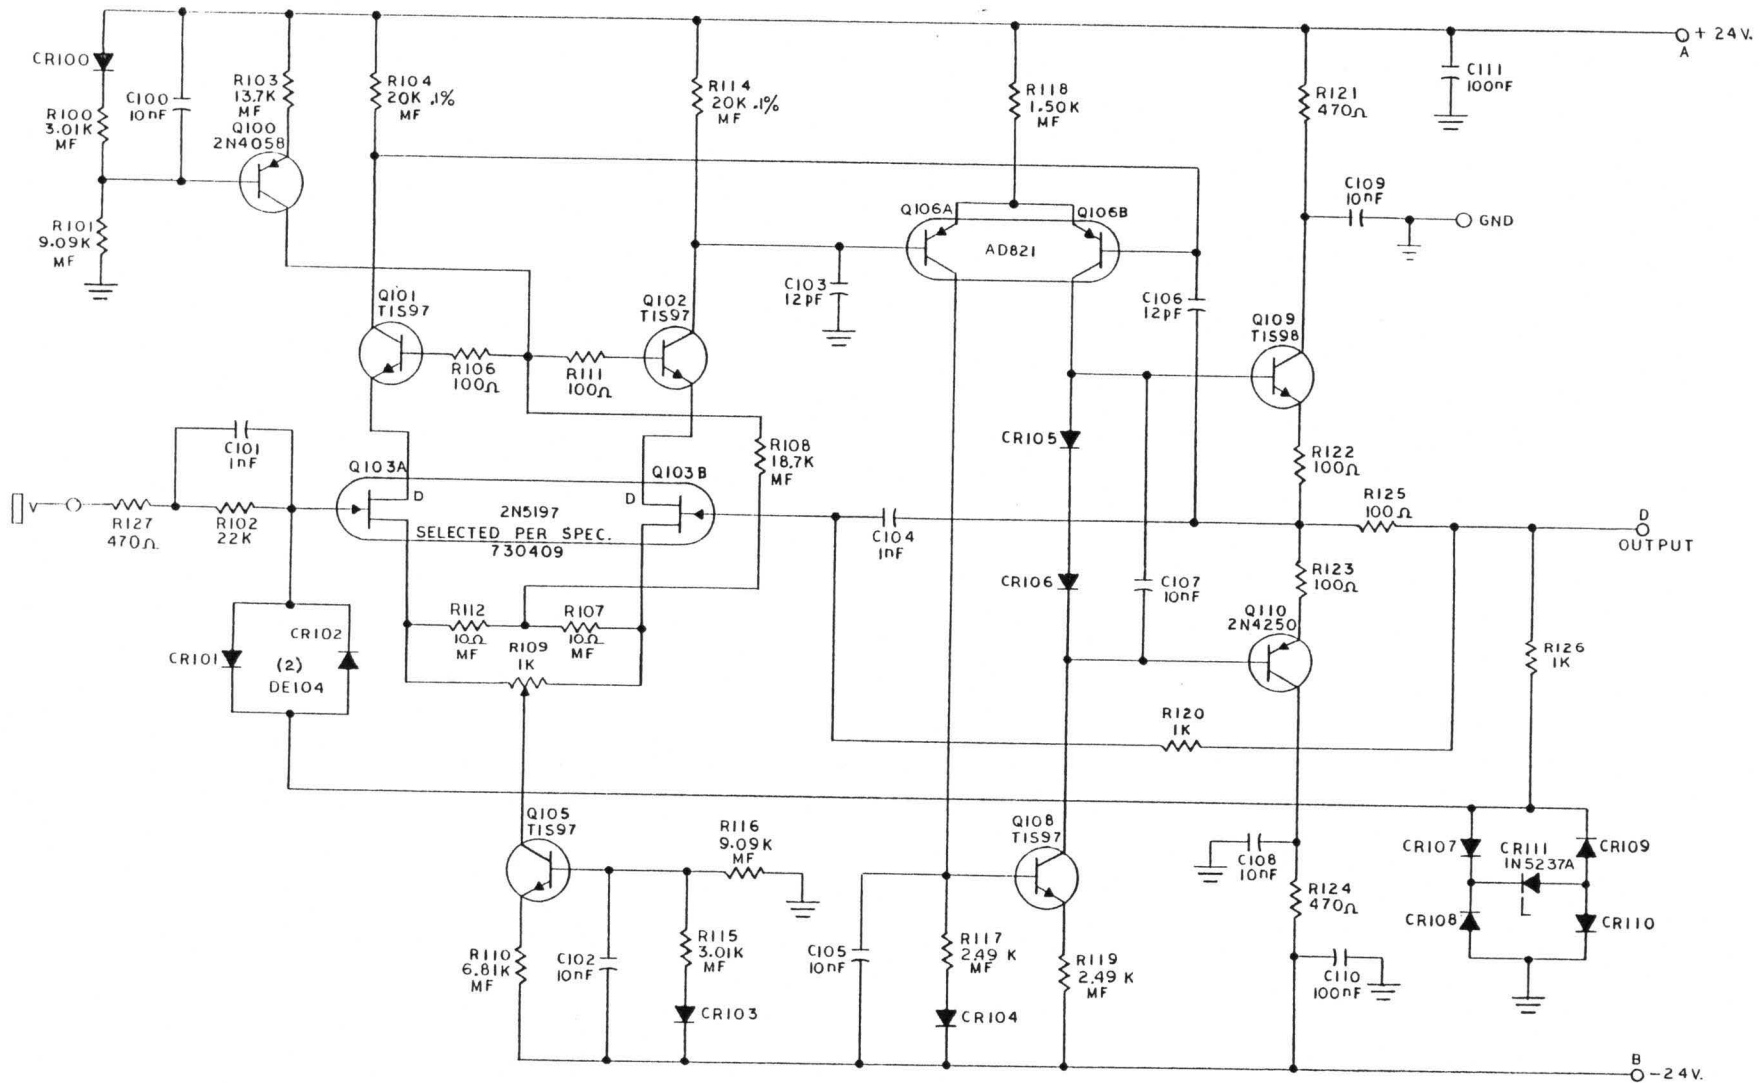 + 24V.
A
CR100
R100
3.01K
MF
C100
10nF
R103
13.7K
MF
Q100
2N4058
R104
20K .1%
MF
R114
20K .1%
MF
R118
1.50K
MF
R121
470Ω
C111
100nF
R101
9.09K
MF
C109
10nF
GND
Q106A
Q106B
AD821
C103
12pF
C106
12pF
Q101
TIS97
Q102
TIS97
R106
100Ω
R111
100Ω
Q109
TIS98
CR105
C101
1nF
Q103A
Q103B
R108
18.7K
MF
R122
100Ω
V
R127
470Ω
R102
22K
D
D
2N5197
SELECTED PER SPEC.
730409
C104
1nF
R125
100Ω
D
OUTPUT
CR106
C107
10nF
R123
100Ω
Q110
2N4250
R112
10Ω
MF
R107
10Ω
MF
R109
1K
CR101
CR102
(2)
DE104
R126
1K
R120
1K
Q105
TIS97
R116
9.09K
MF
Q108
TIS97
C108
10nF
CR107
CR111
1N5237A
CR109
CR108
CR110
R124
470Ω
R110
6.81K
MF
C102
10nF
R115
3.01K
MF
C105
10nF
R117
2.49 K
MF
R119
2.49 K
MF
C110
100nF
CR103
CR104
B
-24V.